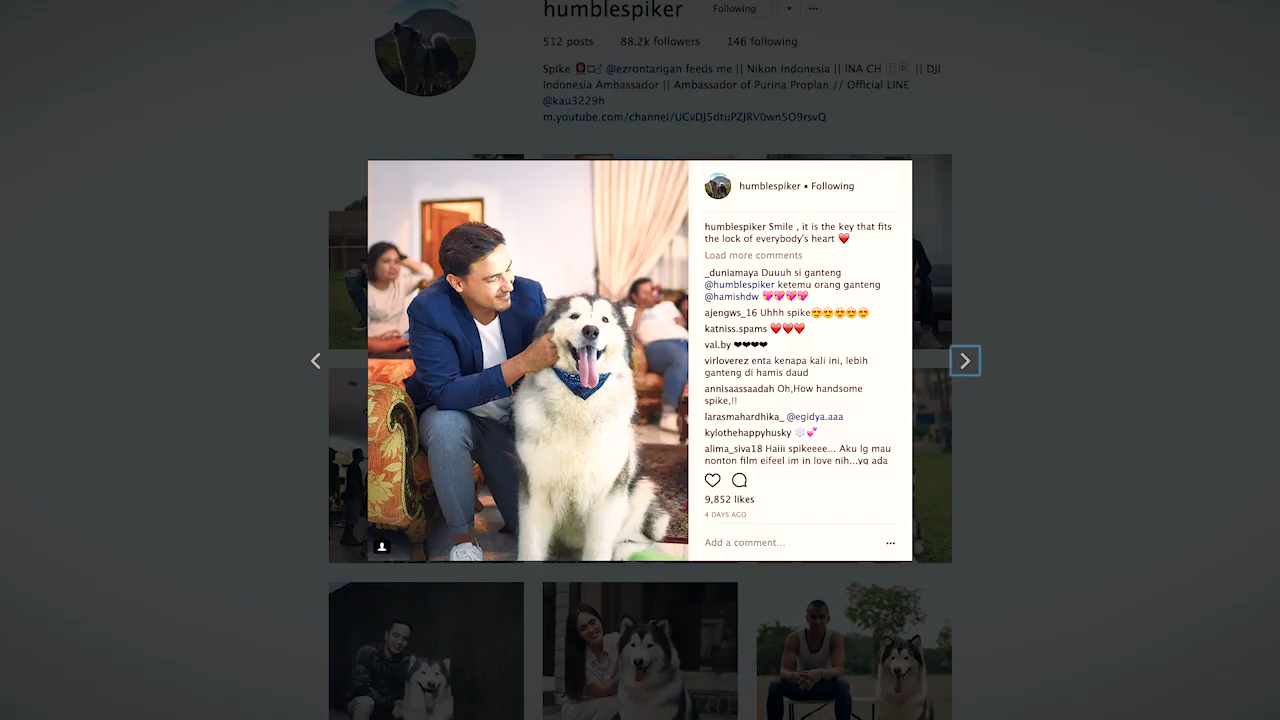 humblespiker Following ...
512 posts 88.2k followers 146 following
Spike @ezrontarigan feeds me || Nikon Indonesia || INA CH 🇮🇩 || DJI
Indonesia Ambassador || Ambassador of Purina Proplan // Official LINE
@kau3229h
m.youtube.com/channel/UCvDJ5dtuPZJRV0wn5O9rsvQ
humblespiker • Following
humblespiker Smile , it is the key that fits
the lock of everybody's heart ❤️
Load more comments
_duniamaya Duuuh si ganteng
@humblespiker ketemu orang ganteng
@hamishdw 💖💖💖💖
ajengws_16 Uhhh spike😍😍😍😍😍
katniss.spams ❤️❤️❤️
val.by ❤❤❤❤
virloverez enta kenapa kali ini, lebih
ganteng di hamis daud
annisaassaadah Oh,How handsome
spike,!!
larasmahardhika_ @egidya.aaa
kylothehappyhusky ❄️💕
alima_siva18 Haiii spikeeee... Aku lg mau
nonton film eifeel im in love nih...yg ada
9,852 likes
4 DAYS AGO
Add a comment... ...